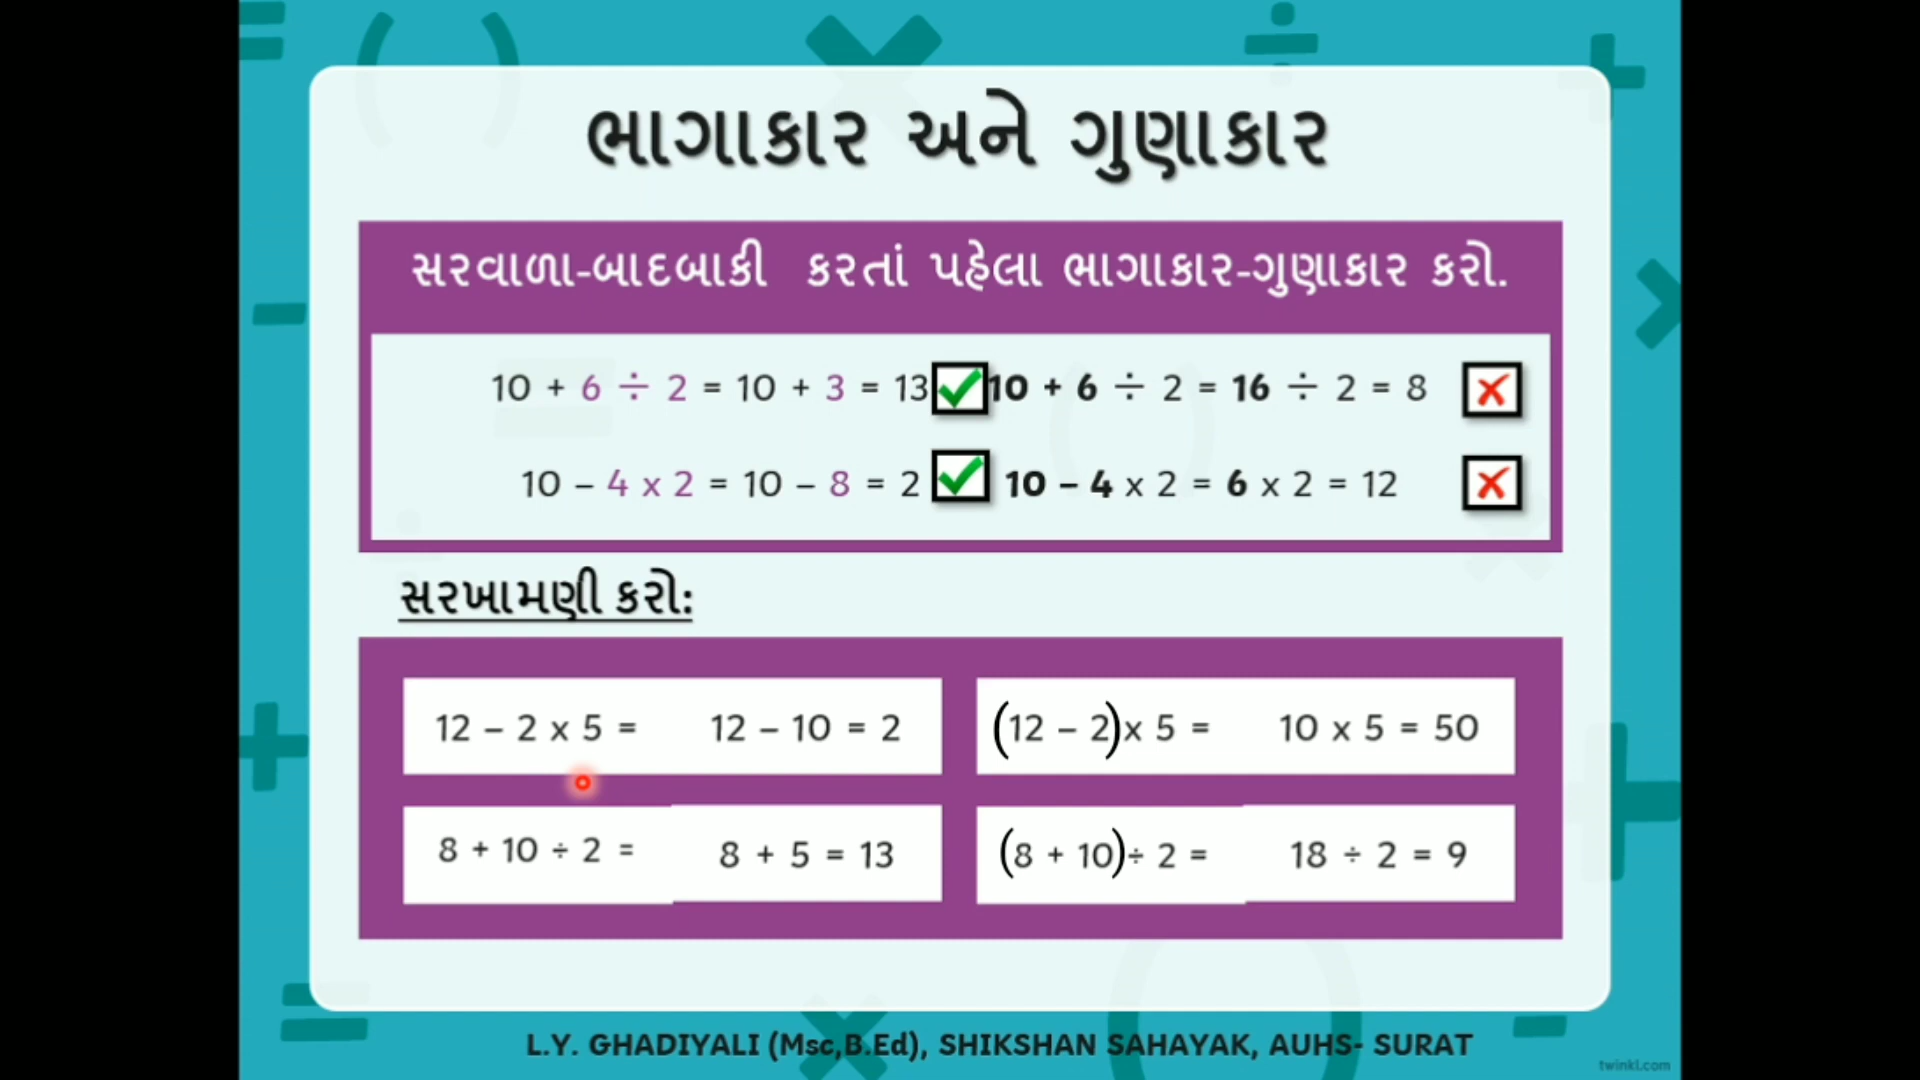 ભાગાકાર અને ગુણાકાર
સરવાળા-બાદબાકી કરતાં પહેલા ભાગાકાર-ગુણાકાર કરો.
10 + 6 ÷ 2 = 10 + 3 = 13 10 + 6 ÷ 2 = 16 ÷ 2 = 8
10 – 4 x 2 = 10 – 8 = 2 10 – 4 x 2 = 6 x 2 = 12
સરખામણી કરો:
12 – 2 x 5 = 12 – 10 = 2 (12 – 2) x 5 = 10 x 5 = 50
8 + 10 ÷ 2 = 8 + 5 = 13 (8 + 10) ÷ 2 = 18 ÷ 2 = 9
L.Y. GHADIYALI (Msc,B.Ed), SHIKSHAN SAHAYAK, AUHS- SURAT
twinkl.com